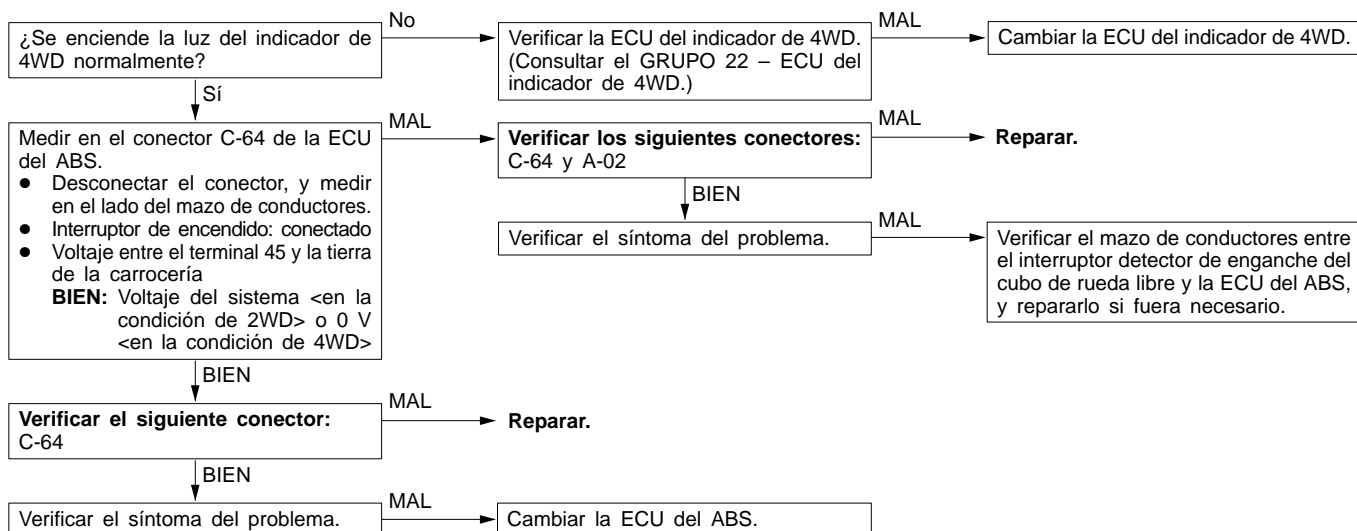 ¿Se enciende la luz del indicador de
4WD normalmente?
No
Verificar la ECU del indicador de 4WD.
(Consultar el GRUPO 22 – ECU del
indicador de 4WD.)
MAL
Cambiar la ECU del indicador de 4WD.
Sí
Medir en el conector C-64 de la ECU
del ABS.
● Desconectar el conector, y medir
en el lado del mazo de conductores.
● Interruptor de encendido: conectado
● Voltaje entre el terminal 45 y la tierra
de la carrocería
BIEN: Voltaje del sistema <en la
condición de 2WD> o 0 V
<en la condición de 4WD>
MAL
Verificar los siguientes conectores:
C-64 y A-02
MAL
Reparar.
BIEN
Verificar el síntoma del problema.
MAL
Verificar el mazo de conductores entre
el interruptor detector de enganche del
cubo de rueda libre y la ECU del ABS,
y repararlo si fuera necesario.
BIEN
Verificar el siguiente conector:
C-64
MAL
Reparar.
BIEN
Verificar el síntoma del problema.
MAL
Cambiar la ECU del ABS.